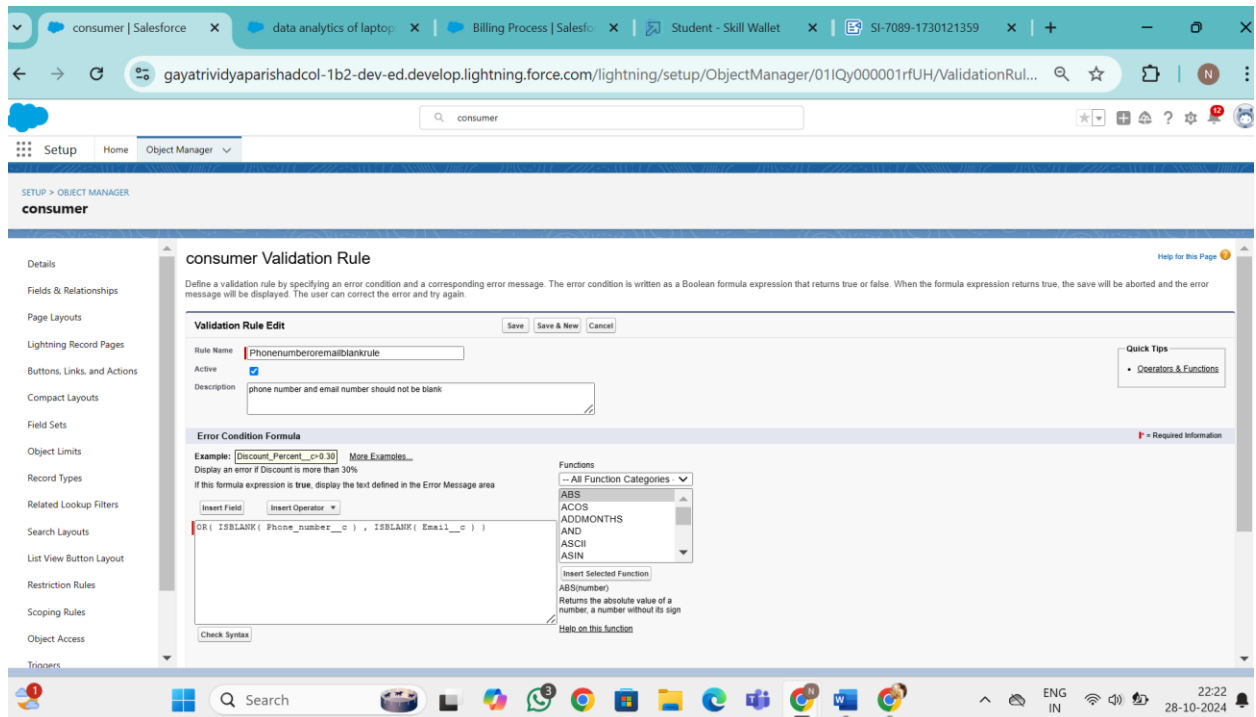 consumer | Salesforce
data analytics of laptop
Billing Process | Salesfo
Student - Skill Wallet
SI-7089-1730121359
gayatrividyaparishadcol-1b2-dev-ed.develop.lightning.force.com/lightning/setup/ObjectManager/01IQy000001rfUH/ValidationRul...
N
consumer
12
Setup
Home
Object Manager
SETUP > OBJECT MANAGER
consumer
Details
Fields & Relationships
Page Layouts
Lightning Record Pages
Buttons, Links, and Actions
Compact Layouts
Field Sets
Object Limits
Record Types
Related Lookup Filters
Search Layouts
List View Button Layout
Restriction Rules
Scoping Rules
Object Access
Triggers
consumer Validation Rule
Help for this Page
Define a validation rule by specifying an error condition and a corresponding error message. The error condition is written as a Boolean formula expression that returns true or false. When the formula expression returns true, the save will be aborted and the error
message will be displayed. The user can correct the error and try again.
Validation Rule Edit
Save
Save & New
Cancel
Rule Name
Phonenumberoremailblankrule
Active
Description
phone number and email number should not be blank
Quick Tips
• Operators & Functions
Error Condition Formula
= Required Information
Example: Discount_Percent__c>0.30 More Examples...
Display an error if Discount is more than 30%
If this formula expression is true, display the text defined in the Error Message area
Insert Field
Insert Operator
OR( ISBLANK( Phone_number__c ) , ISBLANK( Email__c ) )
Check Syntax
Functions
-- All Function Categories -
ABS
ACOS
ADDMONTHS
AND
ASCII
ASIN
Insert Selected Function
ABS(number)
Returns the absolute value of a
number, a number without its sign
Help on this function
1
Search
3
N
ENG
IN
22:22
28-10-2024